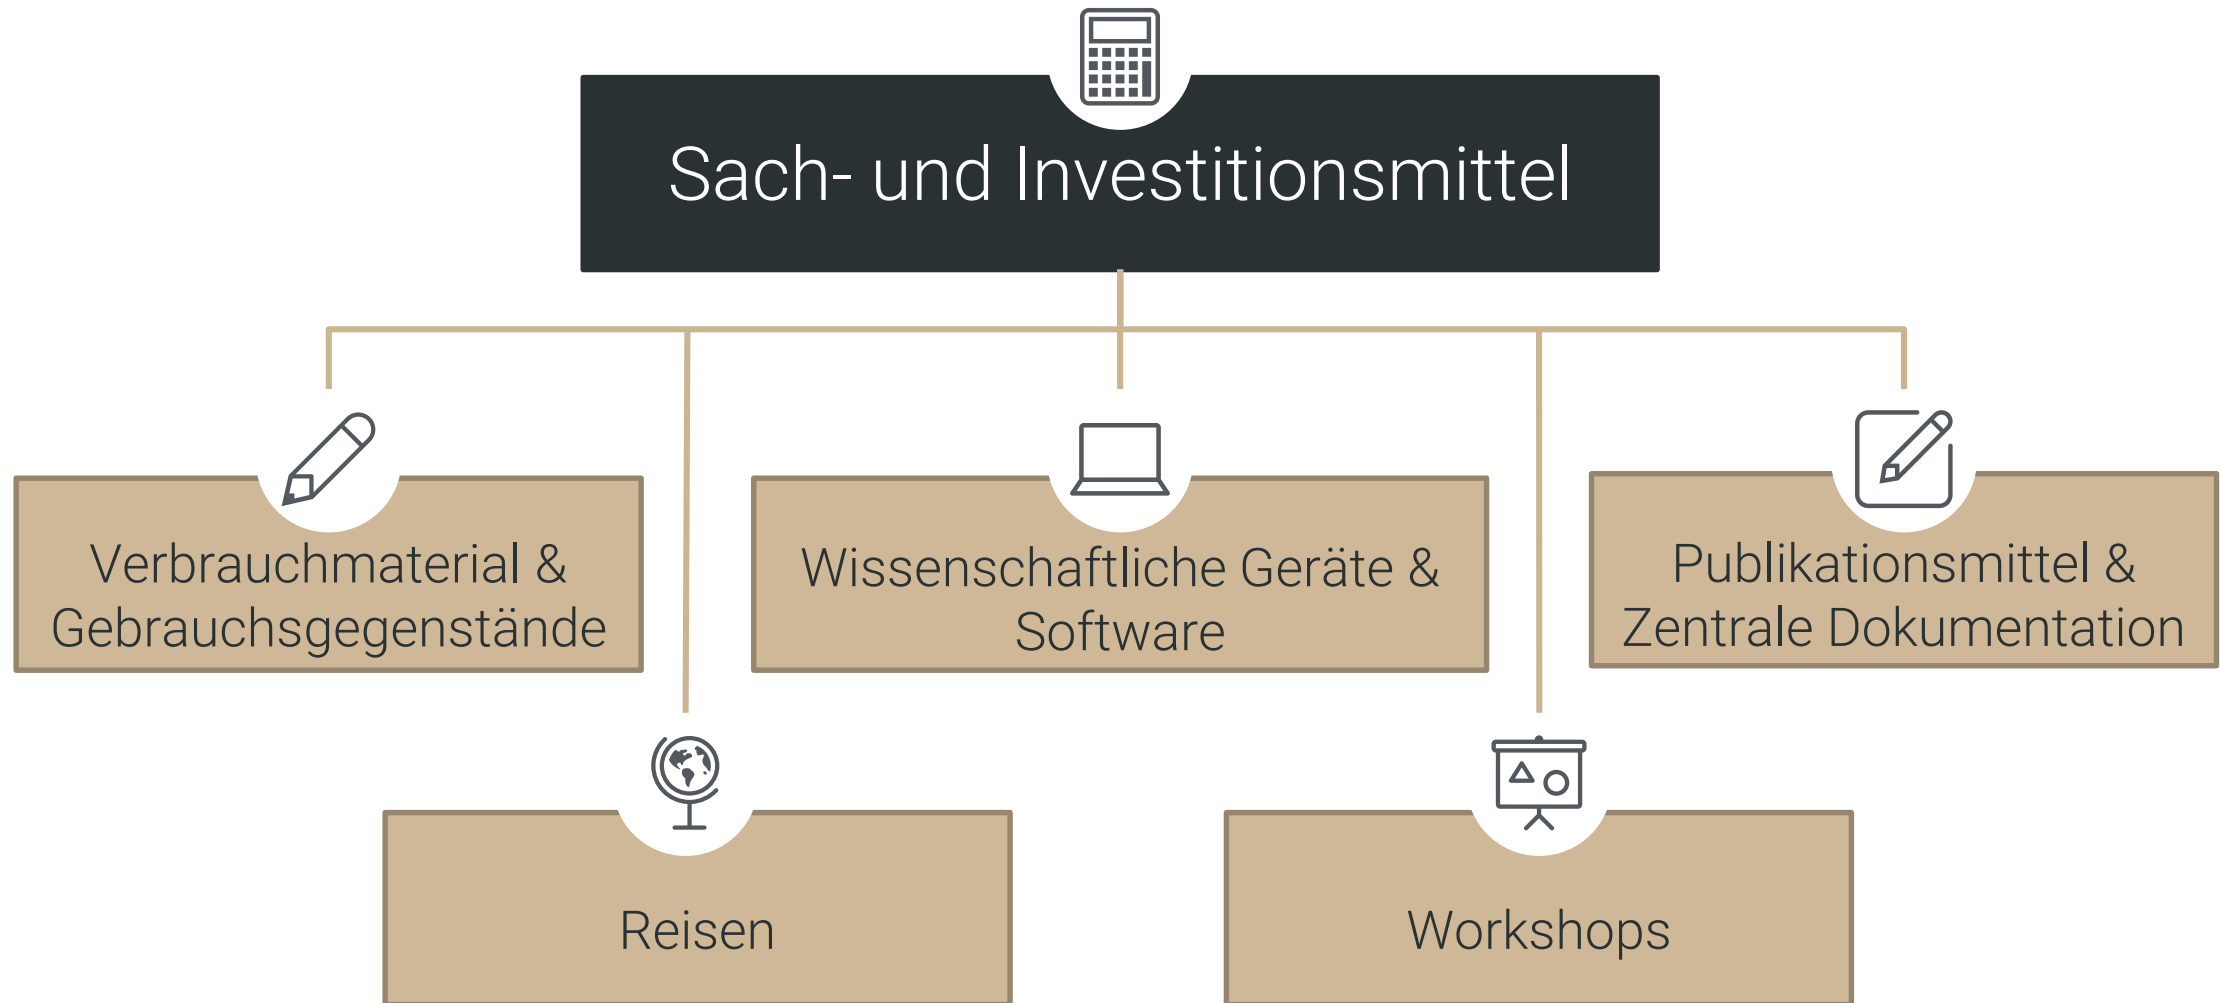 Sach- und Investitionsmittel
Verbrauchmaterial &
Gebrauchsgegenstände
Wissenschaftliche Geräte &
Software
Publikationsmittel &
Zentrale Dokumentation
Reisen
Workshops